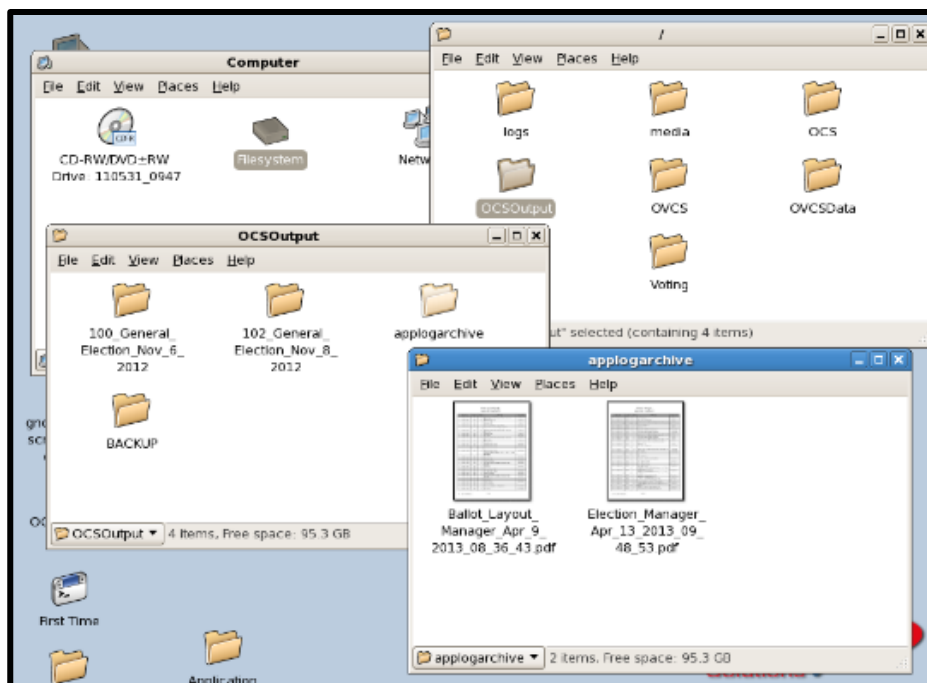 Computer
File Edit View Places Help
CD-RW/DVD±RW
Drive: 110531_0947
Filesystem
/
File Edit View Places Help
logs
media
OCS
OCSOutput
OVCS
OVCSData
Voting
selected (containing 4 items)
OCSOutput
File Edit View Places Help
100_General_
Election_Nov_6_
2012
102_General_
Election_Nov_8_
2012
applogarchive
BACKUP
OCSOutput
4 items, Free space: 95.3 GB
applogarchive
File Edit View Places Help
Ballot_Layout_
Manager_Apr_9_
2013_08_36_43.pdf
Election_Manager_
Apr_13_2013_09_
48_53.pdf
applogarchive
2 items, Free space: 95.3 GB
First Time
Application